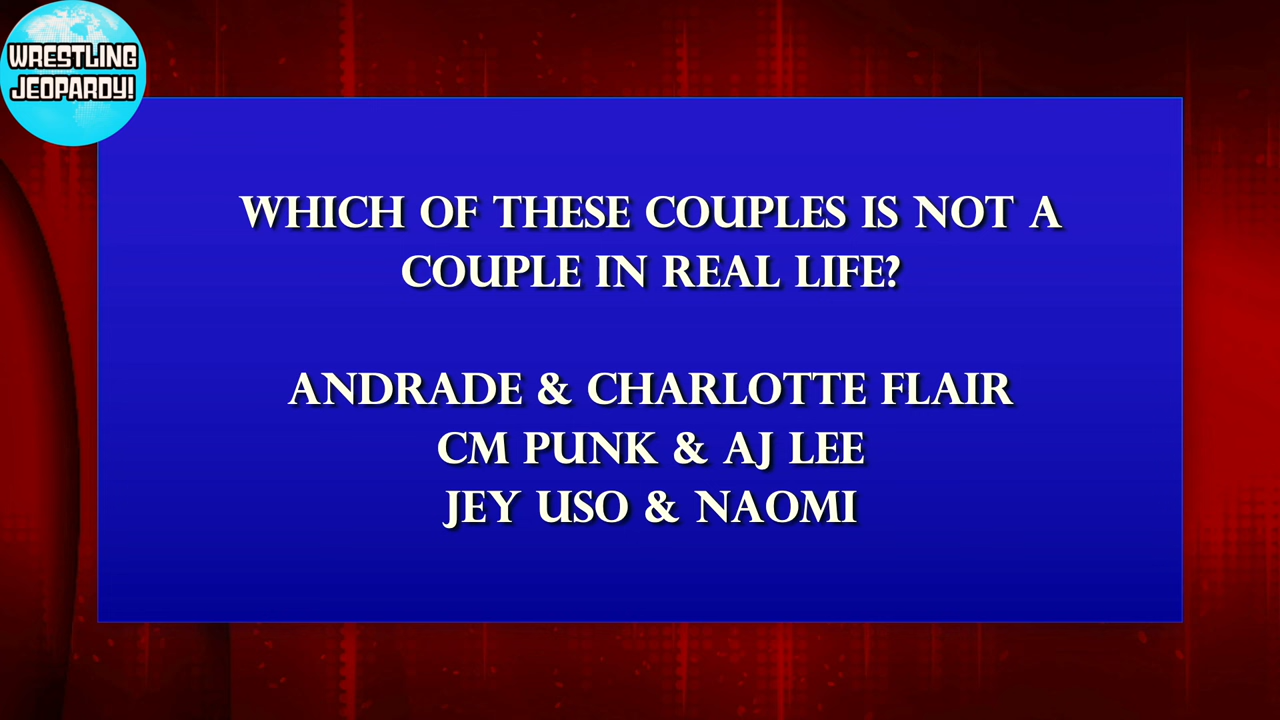 WRESTLING
JEOPARDY!
WHICH OF THESE COUPLES IS NOT A
COUPLE IN REAL LIFE?
ANDRADE & CHARLOTTE FLAIR
CM PUNK & AJ LEE
JEY USO & NAOMI